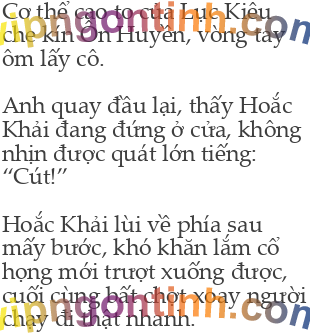 Cơ thể cao to của Lục Kiêu
che kín Ôn Huyền, vòng tay
ôm lấy cô.
Anh quay đầu lại, thấy Hoắc
Khải đang đứng ở cửa, không
nhịn được quát lớn tiếng:
“Cút!”
Hoắc Khải lùi về phía sau
mấy bước, khó khăn lắm cổ
họng mới trượt xuống được,
cuối cùng bất chợt xoay người
chạy đi thật nhanh.
vipngontinh.com
vipngontinh.com